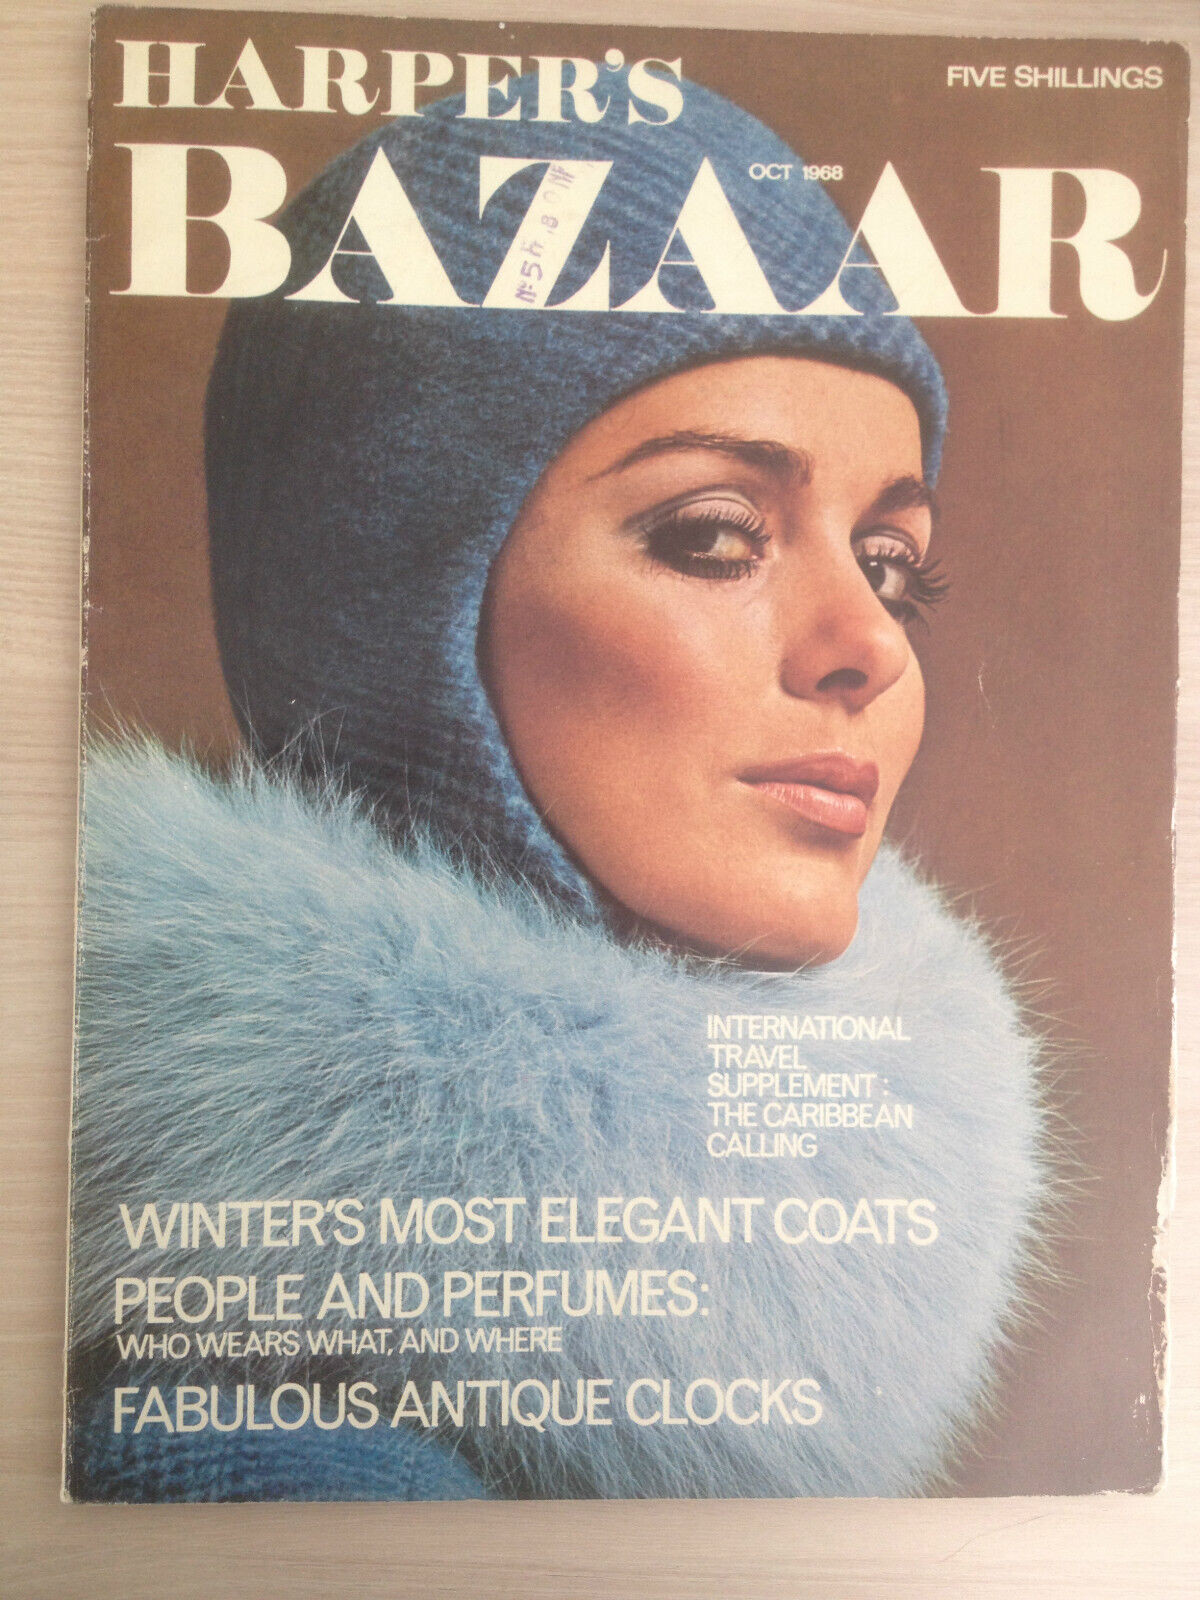 HARPER'S
FIVE SHILLINGS
BAZAAR
OCT 1968
INTERNATIONAL
TRAVEL
SUPPLEMENT:
THE CARIBBEAN
CALLING
WINTER'S MOST ELEGANT COATS
PEOPLE AND PERFUMES:
WHO WEARS WHAT, AND WHERE
FABULOUS ANTIQUE CLOCKS